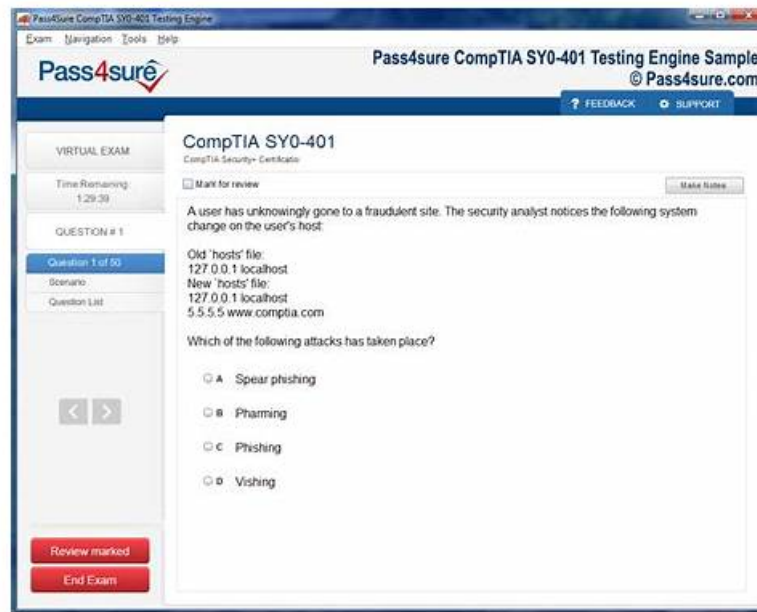 Pass4Sure CompTIA SY0-401 Testing Engine
Exam Navigation Tools Help
Pass4sure
Pass4sure CompTIA SY0-401 Testing Engine Sample
© Pass4sure.com
? FEEDBACK SUPPORT
VIRTUAL EXAM
Time Remaining
1:29:39
QUESTION # 1
Question 1 of 50
Scenario
Question List
CompTIA SY0-401
CompTIA Security+ Certificatio
Mark for review
Make Notes
A user has unknowingly gone to a fraudulent site. The security analyst notices the following system
change on the user's host:
Old `hosts' file:
127.0.0.1 localhost
New `hosts' file:
127.0.0.1 localhost
5.5.5.5 www.comptia.com
Which of the following attacks has taken place?
A Spear phishing
B Pharming
C Phishing
D Vishing
Review marked
End Exam